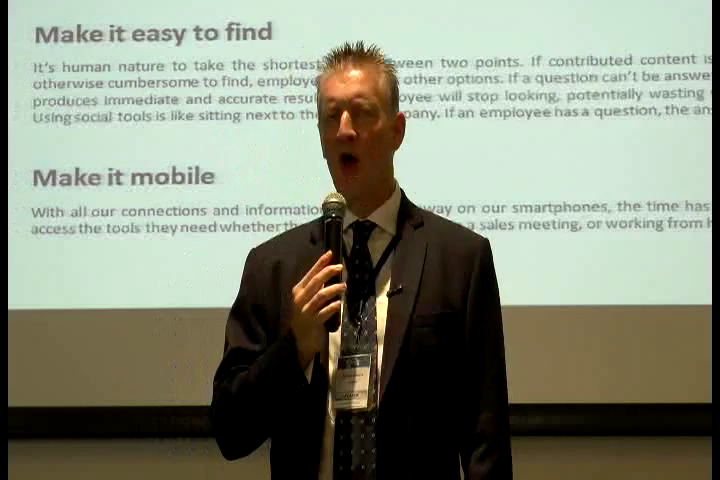 Make it easy to find
It's human nature to take the shortest ween two points. If contributed content is
otherwise cumbersome to find, employe other options. If a question can't be answe
produces immediate and accurate resu oyee will stop looking, potentially wasting
Using social tools is like sitting next to the pany. If an employee has a question, the an
Make it mobile
With all our connections and informatio way on our smartphones, the time has
access the tools they need whether th a sales meeting, or working from h